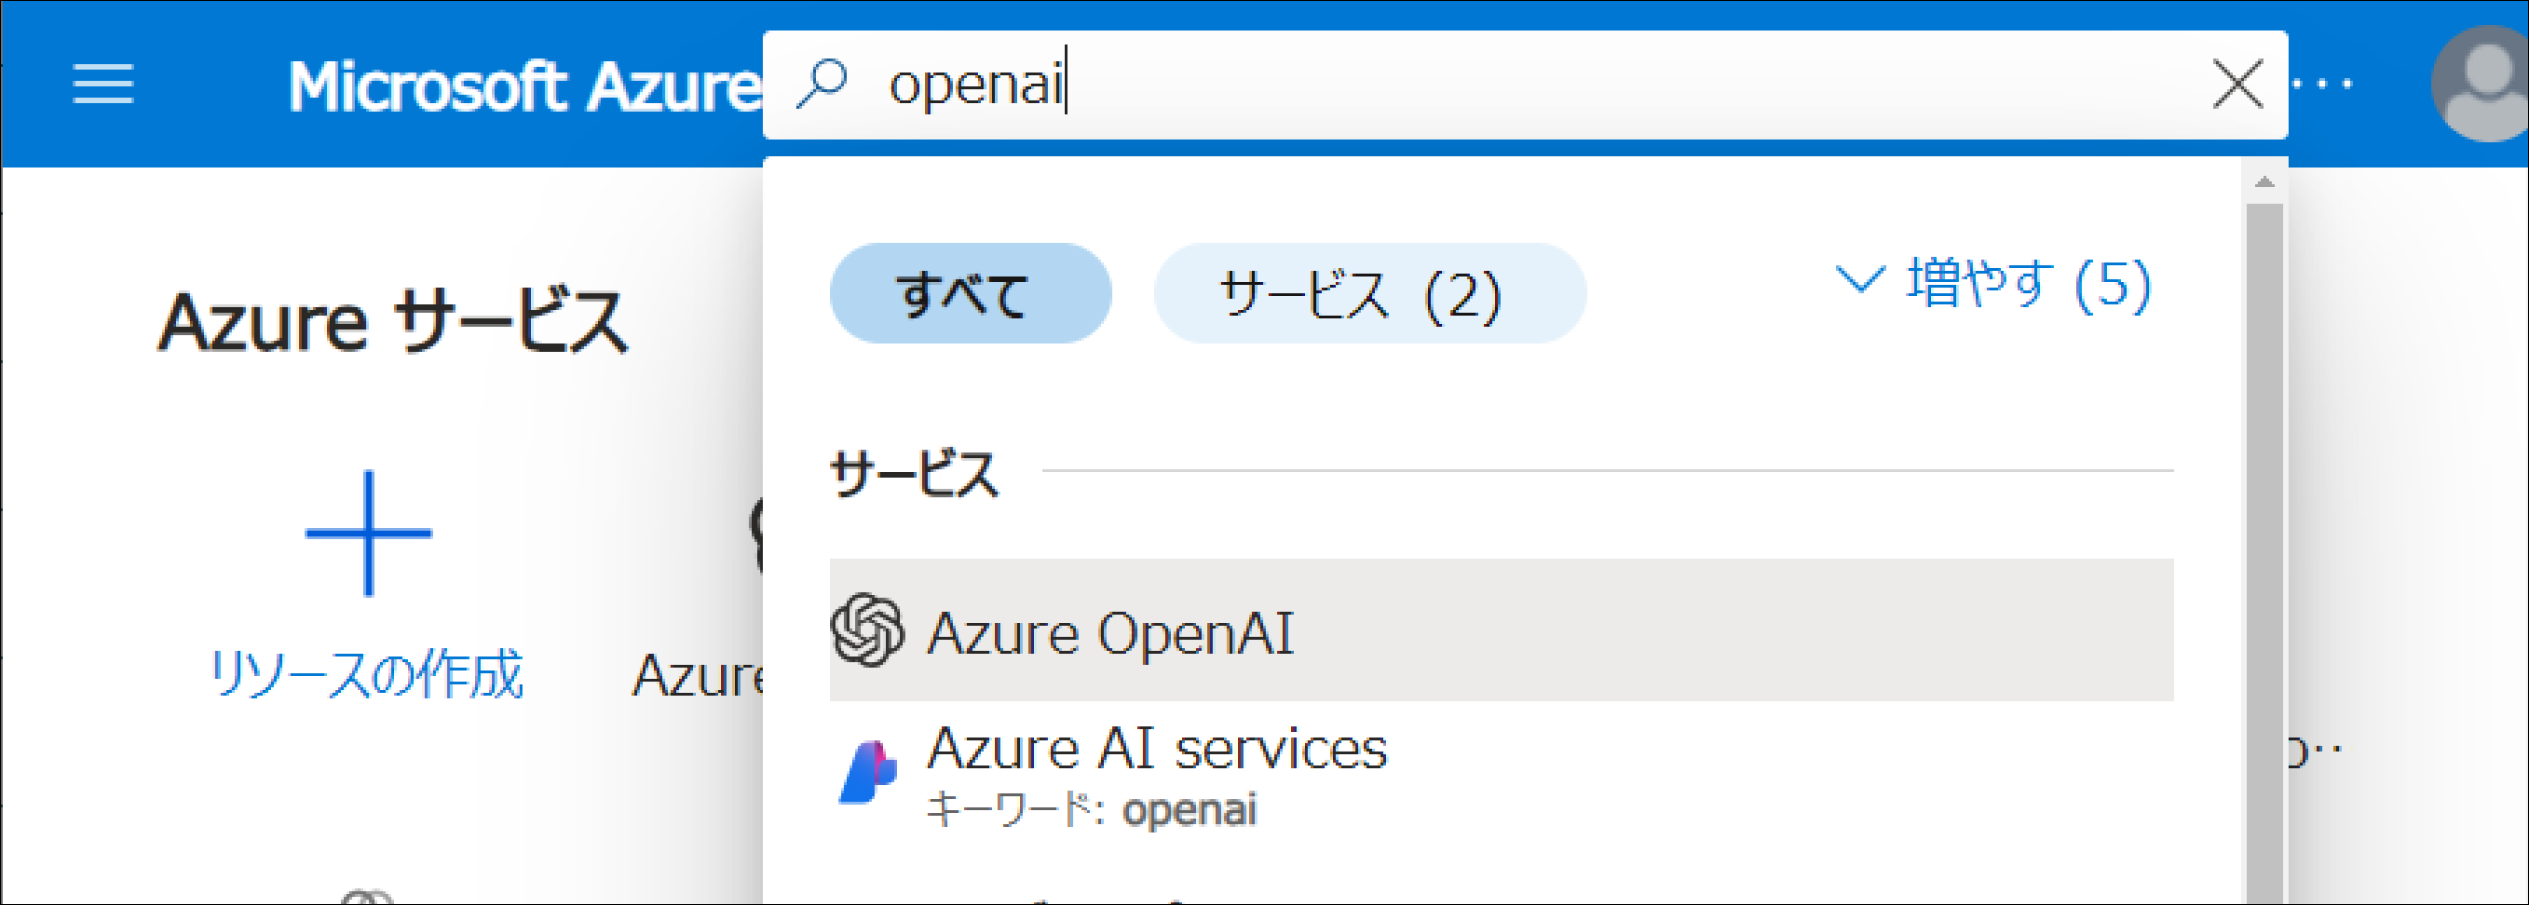 Microsoft Azure
openai
すべて
サービス (2)
増やす (5)
Azure サービス
サービス
リソースの作成
Azure
Azure OpenAI
Azure AI services
キーワード: openai